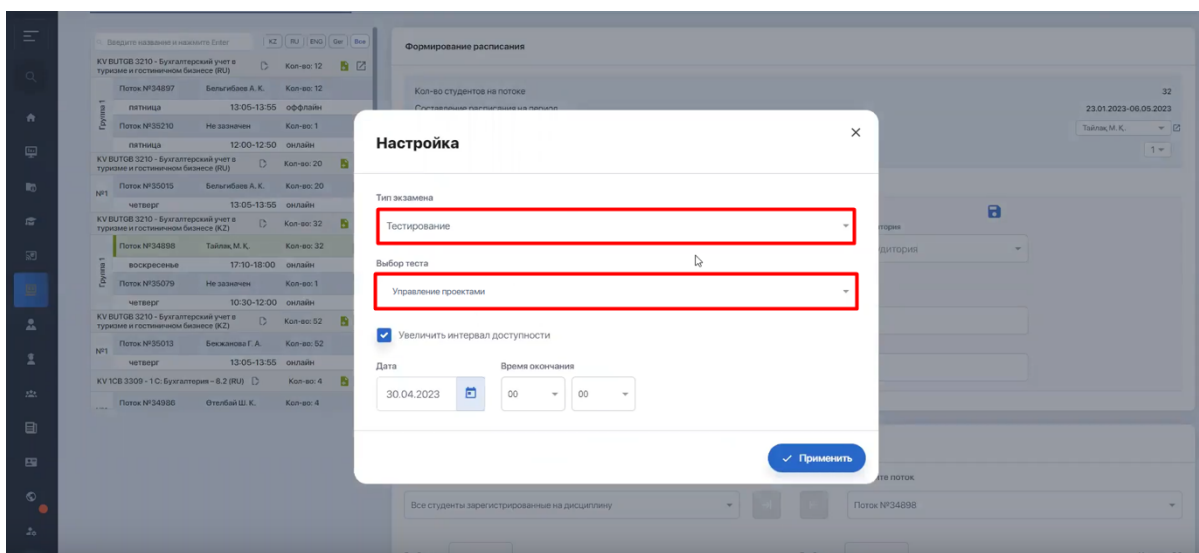 Введите название и нажмите Enter
KZ RU ENG Ger Все
KV BUTGB 3210 - Бухгалтерский учет в
туризме и гостиничном бизнесе (RU)
Кол-во: 12
Поток №34897 Бельгибаев А. К. Кол-во: 12
Группа 1
пятница 13:05-13:55 оффлайн
Поток №35210 Не зазначен Кол-во: 1
пятница 12:00-12:50 онлайн
KV BUTGB 3210 - Бухгалтерский учет в
туризме и гостиничном бизнесе (RU)
Кол-во: 20
№1
Поток №35015 Бельгибаев А. К. Кол-во: 20
четверг 13:05-13:55 онлайн
KV BUTGB 3210 - Бухгалтерский учет в
туризме и гостиничном бизнесе (KZ)
Кол-во: 32
Поток №34898 Тайлақ М. Қ. Кол-во: 32
Группа 1
воскресенье 17:10-18:00 онлайн
Поток №35079 Не зазначен Кол-во: 1
четверг 10:30-12:00 онлайн
KV BUTGB 3210 - Бухгалтерский учет в
туризме и гостиничном бизнесе (KZ)
Кол-во: 52
№1
Поток №35013 Бекжанова Г. А. Кол-во: 52
четверг 13:05-13:55 онлайн
KV 1CB 3309 - 1 С: Бухгалтерия – 8.2 (RU) Кол-во: 4
Поток №34986 Өтелбай Ш. К. Кол-во: 4
Формирование расписания
Кол-во студентов на потоке 32
Составление расписания на период 23.01.2023-06.05.2023
Тайлақ М. Қ.
1
Настройка
Тип экзамена
Тестирование
Выбор теста
Управление проектами
Увеличить интервал доступности
Дата Время окончания
30.04.2023 00 00
Применить
Все студенты зарегистрированные на дисциплину
Поток №34898